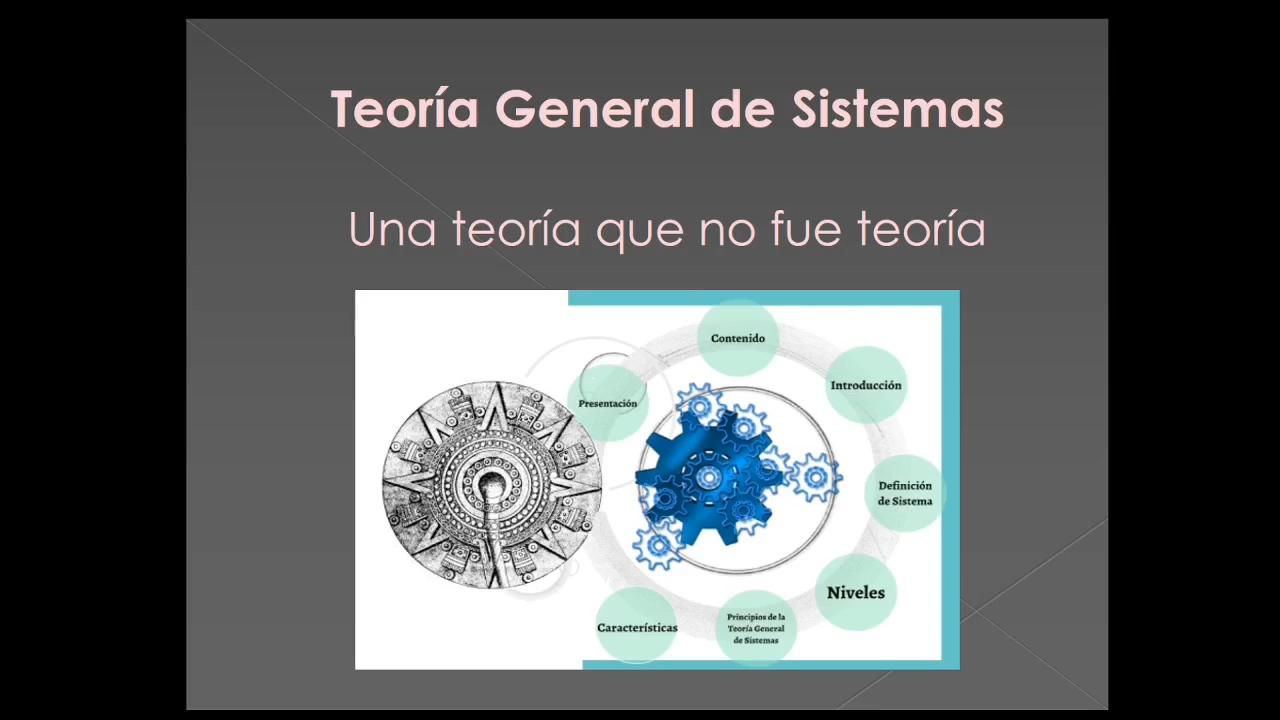 Teoría General de Sistemas
Una teoría que no fue teoría
Contenido
Introducción
Presentación
Definición
de Sistema
Niveles
Principios de la
Teoría General
de Sistemas
Características